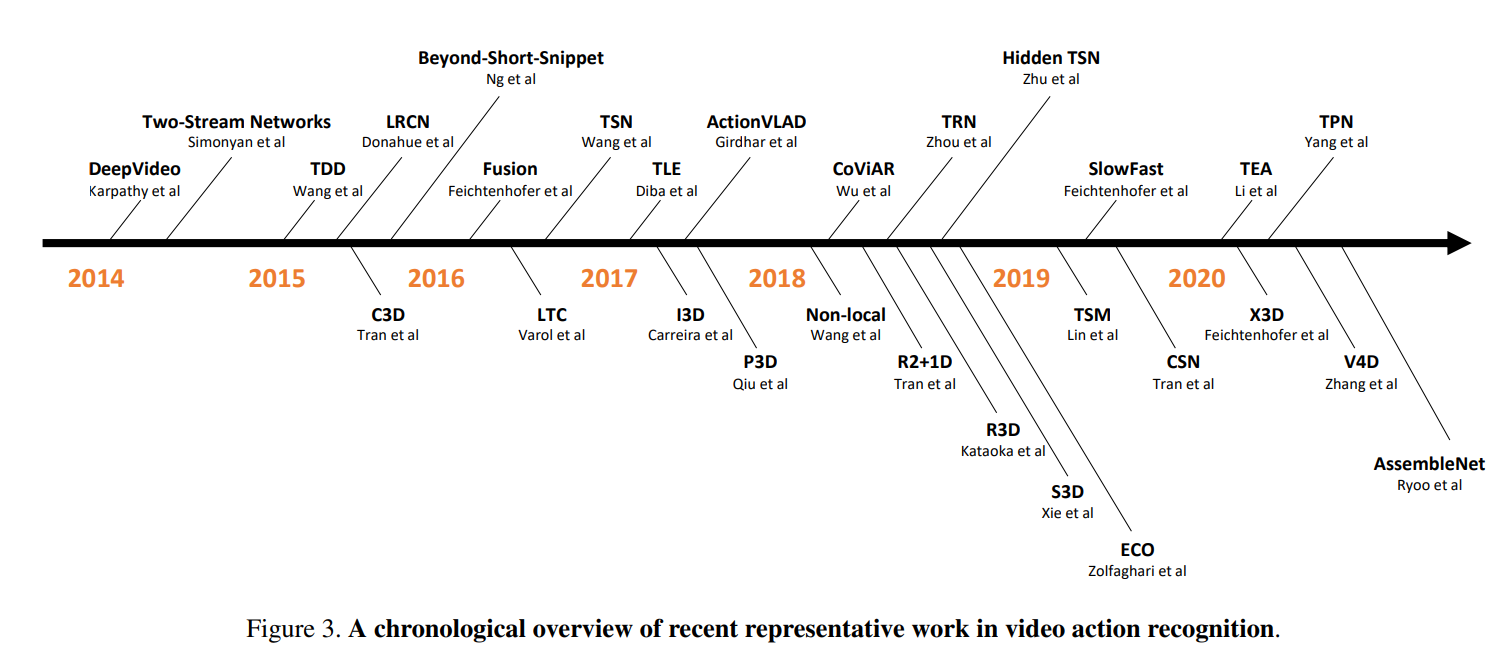 Beyond-Short-Snippet
Ng et al
Hidden TSN
Zhu et al
Two-Stream Networks
Simonyan et al
LRCN
Donahue et al
TSN
Wang et al
ActionVLAD
Girdhar et al
TRN
Zhou et al
TPN
Yang et al
DeepVideo
Karpathy et al
TDD
Wang et al
Fusion
Feichtenhofer et al
TLE
Diba et al
CoViAR
Wu et al
SlowFast
Feichtenhofer et al
TEA
Li et al
2014
2015
2016
2017
2018
2019
2020
C3D
Tran et al
LTC
Varol et al
I3D
Carreira et al
Non-local
Wang et al
TSM
Lin et al
X3D
Feichtenhofer et al
P3D
Qiu et al
R2+1D
Tran et al
CSN
Tran et al
V4D
Zhang et al
R3D
Kataoka et al
AssembleNet
Ryoo et al
S3D
Xie et al
ECO
Zolfaghari et al
Figure 3. A chronological overview of recent representative work in video action recognition.